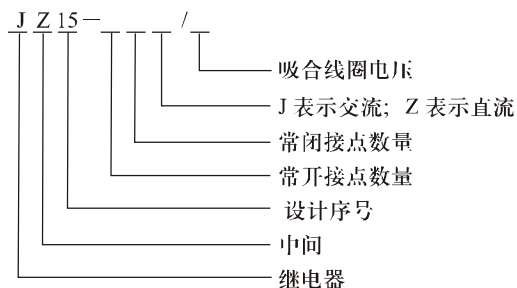 JZ15- /
吸合线圈电压
J 表示交流；Z 表示直流
常闭接点数量
常开接点数量
设计序号
中间
继电器